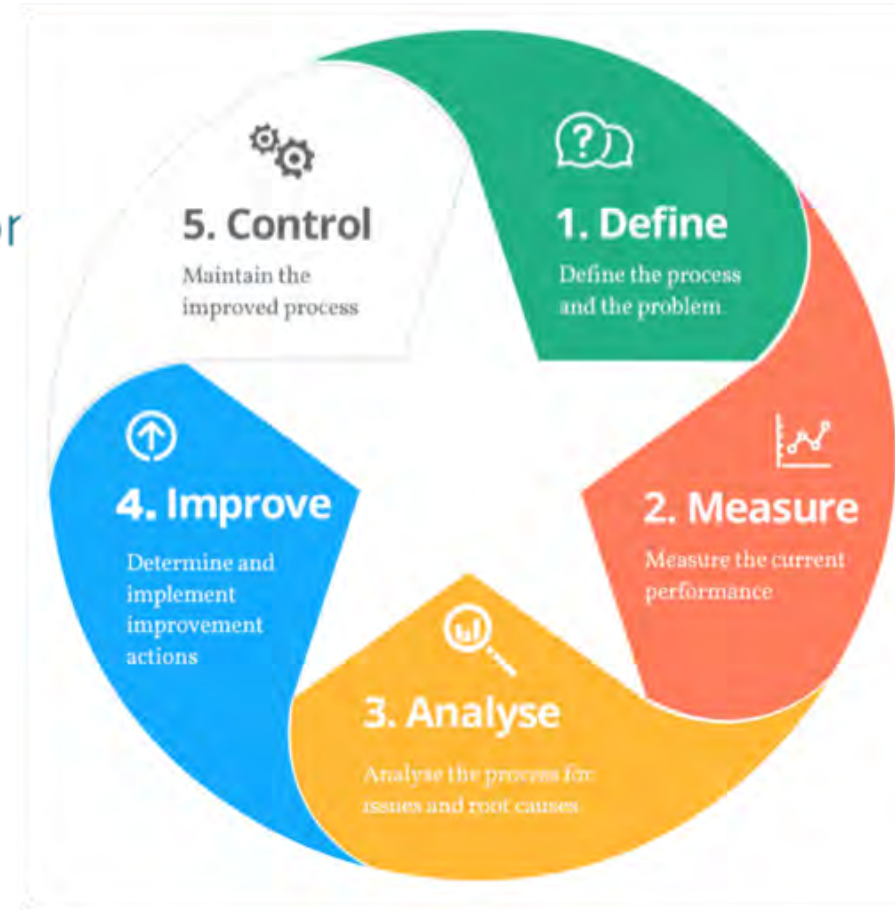 1. Define
Define the process
and the problem
2. Measure
Measure the current
performance
3. Analyse
Analyse the process for
issues and root causes
4. Improve
Determine and
implement
improvement
actions
5. Control
Maintain the
improved process